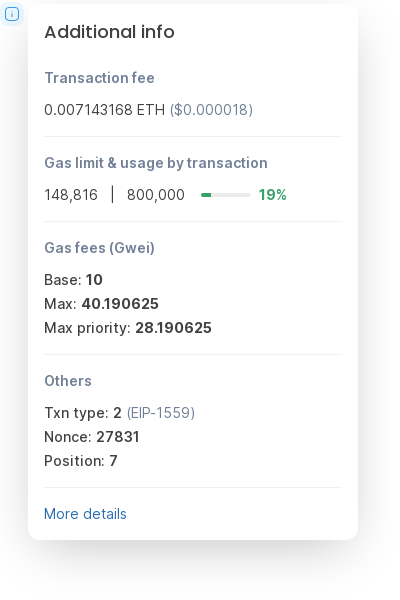 Additional info
Transaction fee
0.007143168 ETH ($0.000018)
Gas limit & usage by transaction
148,816 | 800,000 19%
Gas fees (Gwei)
Base: 10
Max: 40.190625
Max priority: 28.190625
Others
Txn type: 2 (EIP-1559)
Nonce: 27831
Position: 7
More details